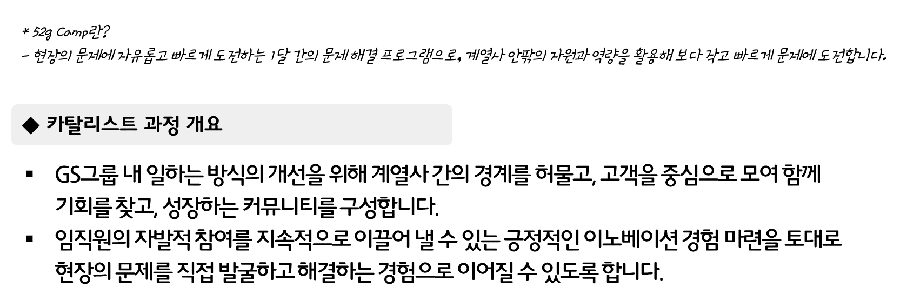 * 52g Camp란?
- 현장의 문제에 자유롭고 빠르게 도전하는 1달 간의 문제 해결 프로그램으로, 계열사 안팎의 자원과 역량을 활용해 보다 작고 빠르게 문제에 도전합니다.
◆ 카탈리스트 과정 개요
▪ GS그룹 내 일하는 방식의 개선을 위해 계열사 간의 경계를 허물고, 고객을 중심으로 모여 함께
기회를 찾고, 성장하는 커뮤니티를 구성합니다.
▪ 임직원의 자발적 참여를 지속적으로 이끌어 낼 수 있는 긍정적인 이노베이션 경험 마련을 토대로
현장의 문제를 직접 발굴하고 해결하는 경험으로 이어질 수 있도록 합니다.